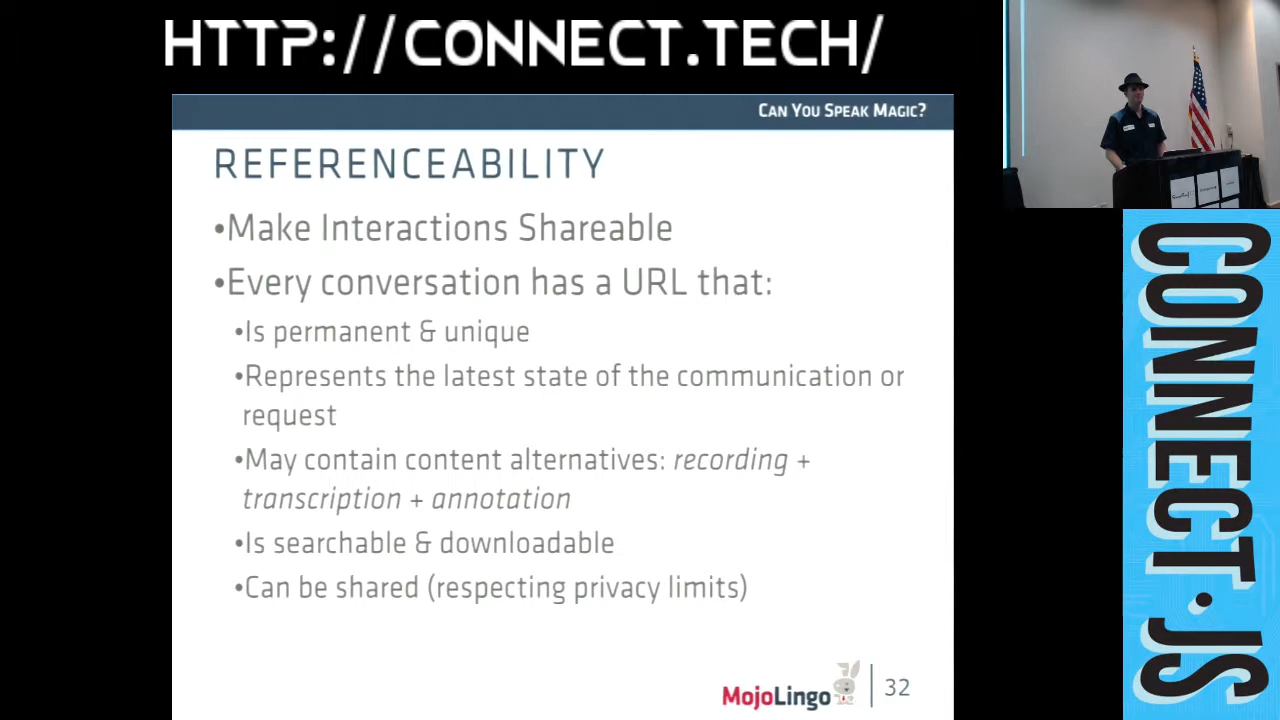 HTTP://CONNECT.TECH/
CAN YOU SPEAK MAGIC?
REFERENCEABILITY
•Make Interactions Shareable
•Every conversation has a URL that:
•Is permanent & unique
•Represents the latest state of the communication or
request
•May contain content alternatives: recording +
transcription + annotation
•Is searchable & downloadable
•Can be shared (respecting privacy limits)
MojoLingo
32
CONNECT.JS